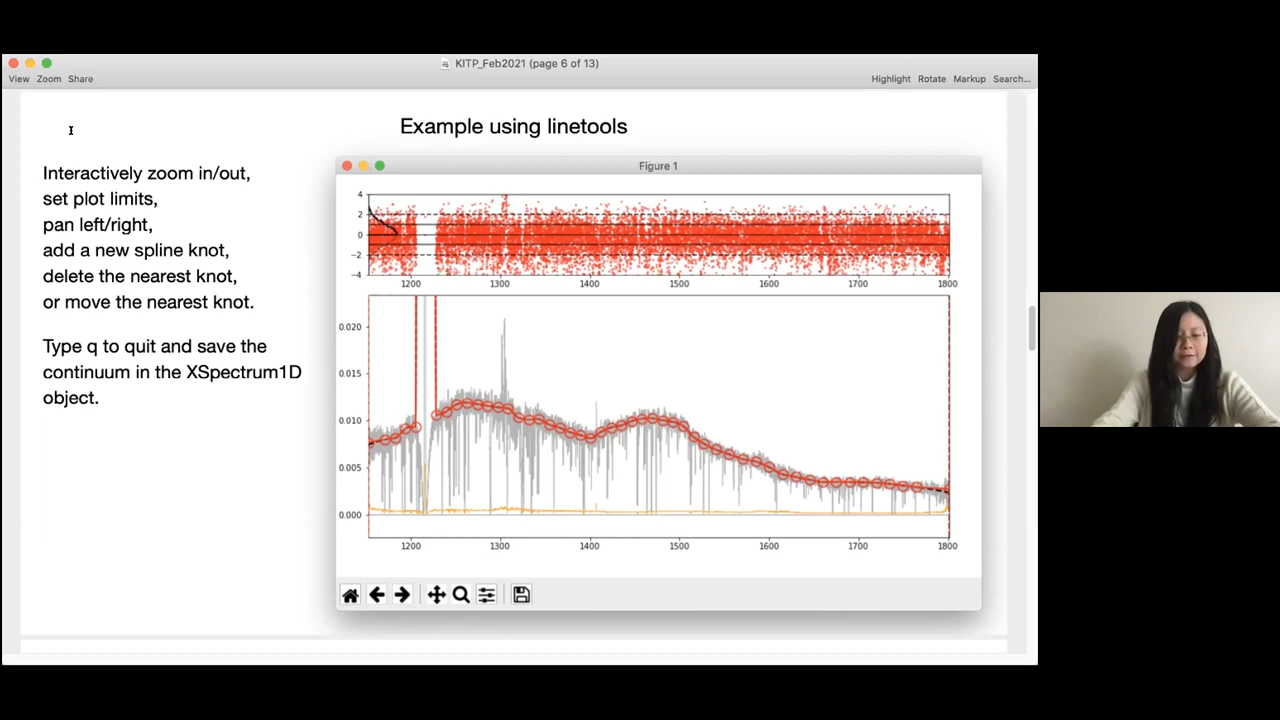 KITP_Feb2021 (page 6 of 13)
View Zoom Share
Highlight Rotate Markup Search...
Example using linetools
Interactively zoom in/out,
set plot limits,
pan left/right,
add a new spline knot,
delete the nearest knot,
or move the nearest knot.
Type q to quit and save the
continuum in the XSpectrum1D
object.
Figure 1
4
2
0
−2
−4
1200 1300 1400 1500 1600 1700 1800
0.020
0.015
0.010
0.005
0.000
1200 1300 1400 1500 1600 1700 1800